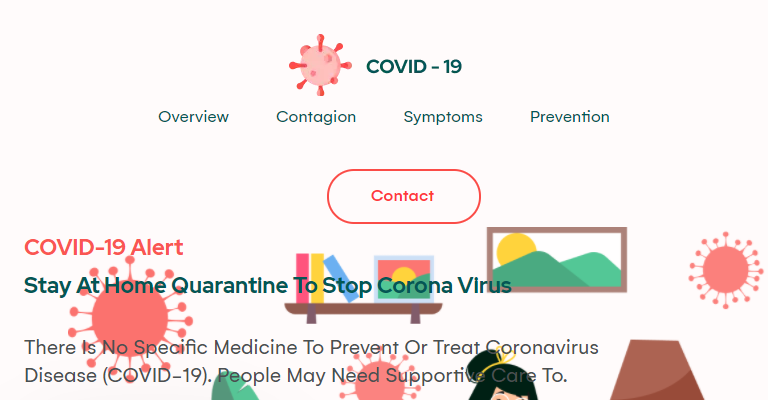 COVID - 19
Overview Contagion Symptoms Prevention
Contact
COVID-19 Alert
Stay At Home Quarantine To Stop Corona Virus
There Is No Specific Medicine To Prevent Or Treat Coronavirus
Disease (COVID-19). People May Need Supportive Care To.